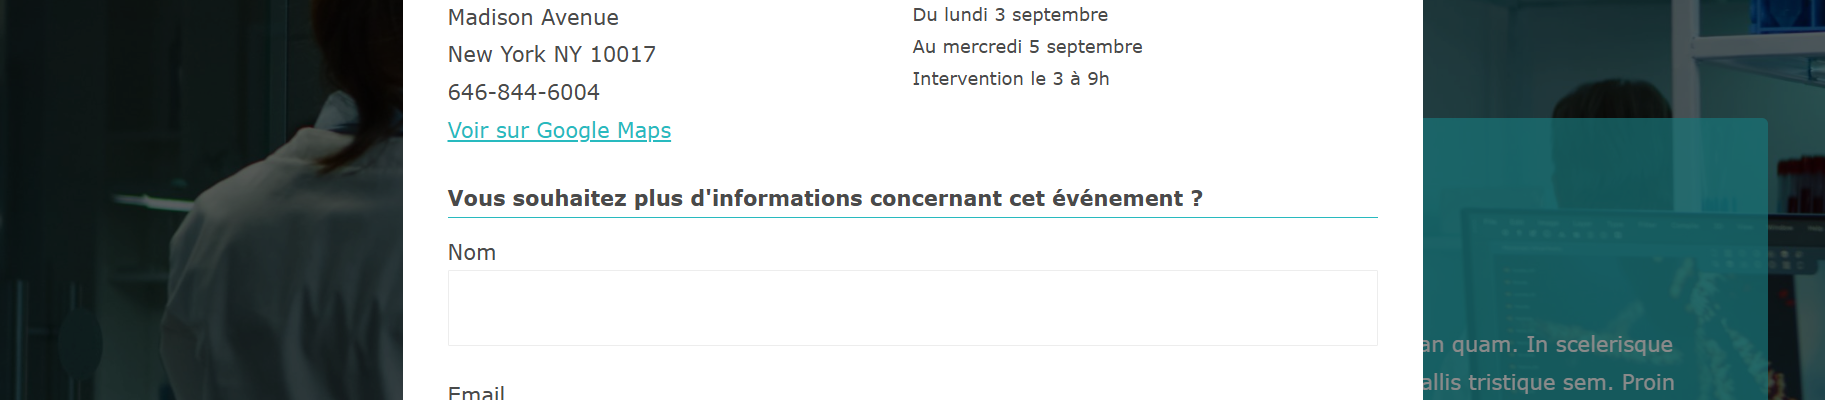 Madison Avenue
New York NY 10017
646-844-6004
Voir sur Google Maps
Du lundi 3 septembre
Au mercredi 5 septembre
Intervention le 3 à 9h
Vous souhaitez plus d'informations concernant cet événement ?
Nom
Email
an quam. In scelerisque
allis tristique sem. Proin